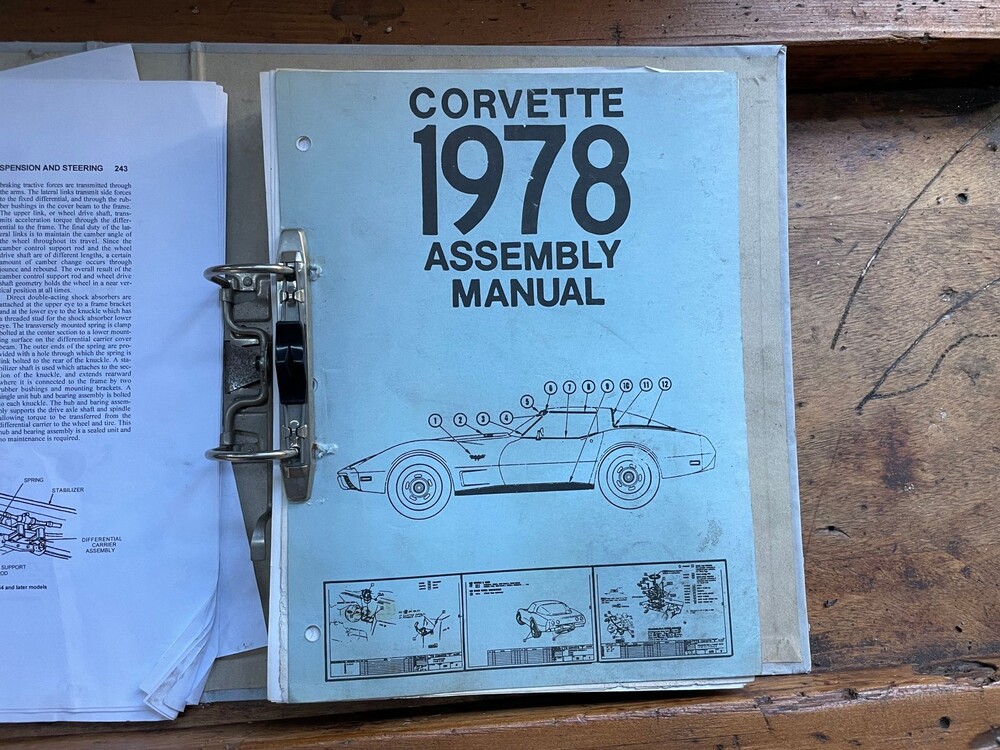 SPENSION AND STEERING 243
braking tractive forces are transmitted through
the arms. The lateral links transmit side forces
to the fixed differential, and through the rub-
ber bushings in the cover beam to the frame.
The upper link, or wheel drive shaft, trans-
mits acceleration torque through the differ-
ential to the frame. The final duty of the lat-
eral links is to maintain the camber angle of
the wheel throughout its travel. Since the
camber control support rod and the wheel
drive shaft are of different lengths, a certain
amount of camber change occurs through
jounce and rebound. The overall result of the
camber control support rod and wheel drive
shaft geometry holds the wheel in a near ver-
tical position at all times.
Direct double-acting shock absorbers are
attached at the upper eye to a frame bracket
and at the lower eye to the knuckle which has
a threaded stud for the shock absorber lower
eye. The transversely mounted spring is clamp
bolted at the center section to a lower mount-
ing surface on the differential carrier cover
beam. The outer ends of the spring are pro-
vided with a hole through which the spring is
link bolted to the rear of the knuckle. A sta-
bilizer shaft is used which attaches to the sec-
tion of the knuckle, and extends rearward
where it is connected to the frame by two
rubber bushings and mounting brackets. A
single unit hub and bearing assembly is bolted
to each knuckle. The hub and baring assem-
bly supports the drive axle shaft and spindle
allowing torque to be transferred from the
differential carrier to the wheel and tire. This
hub and bearing assembly is a sealed unit and
no maintenance is required.
SPRING
STABILIZER
DIFFERENTIAL
CARRIER
ASSEMBLY
SUPPORT
OD
4 and later models
CORVETTE
1978
ASSEMBLY
MANUAL
1 2 3 4 5 6 7 8 9 10 11 12